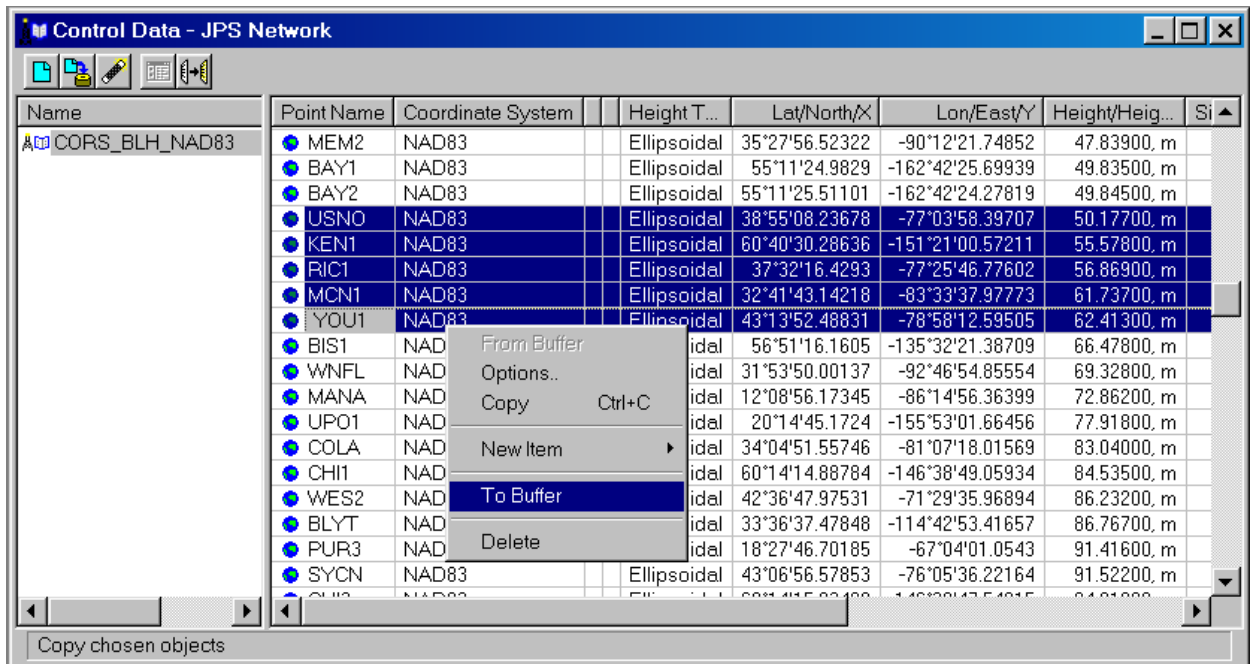 Control Data - JPS Network
Name
Point Name Coordinate System Height T... Lat/North/X Lon/East/Y Height/Heig...
CORS_BLH_NAD83
MEM2 NAD83 Ellipsoidal 35°27'56.52322 -90°12'21.74852 47.83900, m
BAY1 NAD83 Ellipsoidal 55°11'24.9829 -162°42'25.69939 49.83500, m
BAY2 NAD83 Ellipsoidal 55°11'25.51101 -162°42'24.27819 49.84500, m
USNO NAD83 Ellipsoidal 38°55'08.23678 -77°03'58.39707 50.17700, m
KEN1 NAD83 Ellipsoidal 60°40'30.28636 -151°21'00.57211 55.57800, m
RIC1 NAD83 Ellipsoidal 37°32'16.4293 -77°25'46.77602 56.86900, m
MCN1 NAD83 Ellipsoidal 32°41'43.14218 -83°33'37.97773 61.73700, m
YOU1 NAD83 Ellipsoidal 43°13'52.48831 -78°58'12.59505 62.41300, m
BIS1 NAD idal 56°51'16.1605 -135°32'21.38709 66.47800, m
WNFL NAD idal 31°53'50.00137 -92°46'54.85554 69.32800, m
MANA NAD idal 12°08'56.17345 -86°14'56.36399 72.86200, m
UPO1 NAD idal 20°14'45.1724 -155°53'01.66456 77.91800, m
COLA NAD idal 34°04'51.55746 -81°07'18.01569 83.04000, m
CHI1 NAD idal 60°14'14.88784 -146°38'49.05934 84.53500, m
WES2 NAD idal 42°36'47.97531 -71°29'35.96894 86.23200, m
BLYT NAD idal 33°36'37.47848 -114°42'53.41657 86.76700, m
PUR3 NAD idal 18°27'46.70185 -67°04'01.0543 91.41600, m
SYCN NAD83 Ellipsoidal 43°06'56.57853 -76°05'36.22164 91.52200, m
From Buffer
Options..
Copy Ctrl+C
New Item
To Buffer
Delete
Copy chosen objects